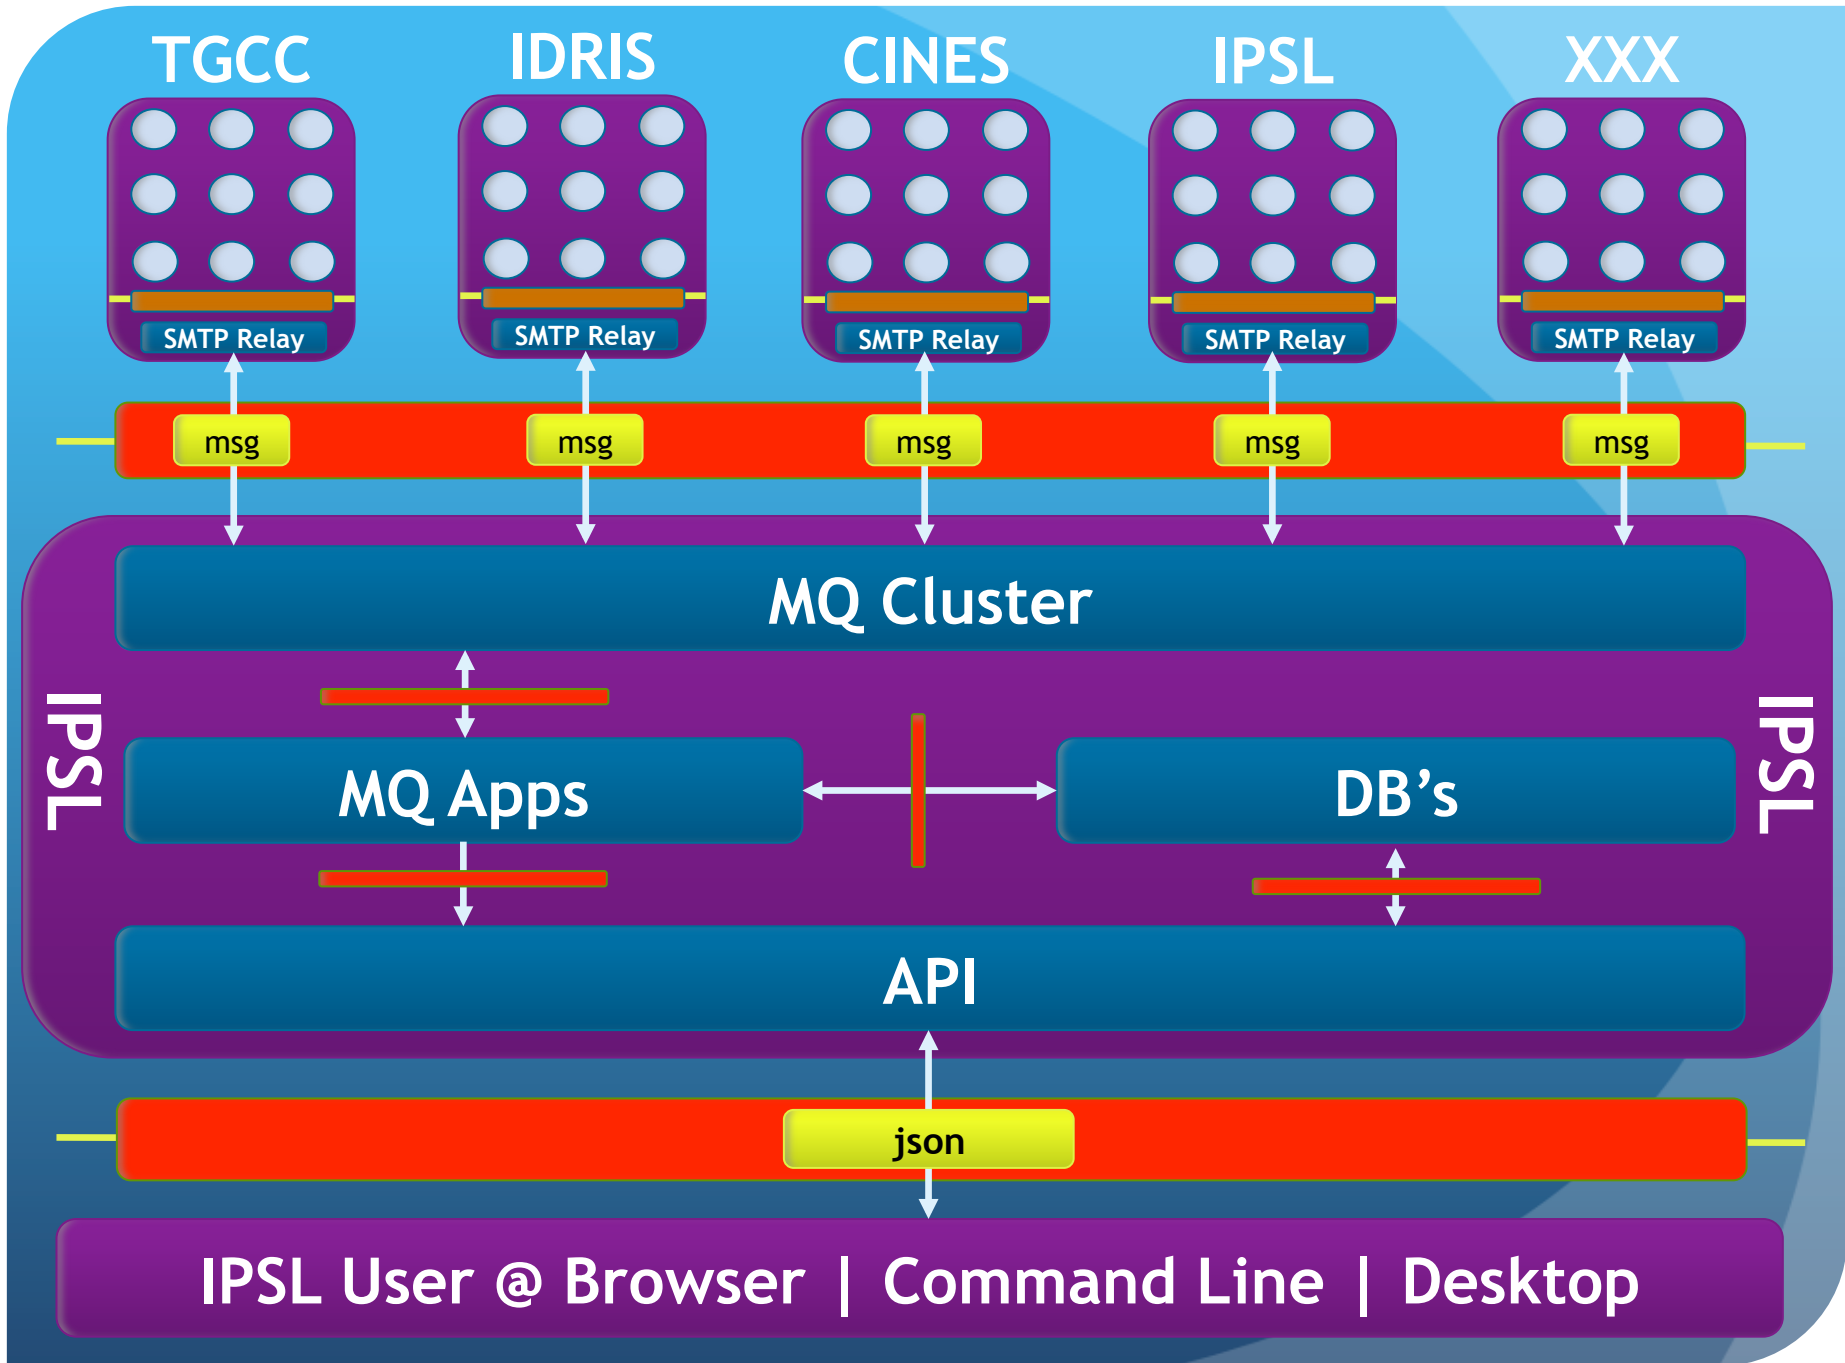 TGCC
IDRIS
CINES
IPSL
XXX
SMTP Relay
SMTP Relay
SMTP Relay
SMTP Relay
SMTP Relay
msg
msg
msg
msg
msg
MQ Cluster
IPSL
IPSL
MQ Apps
DB’s
API
json
IPSL User @ Browser | Command Line | Desktop